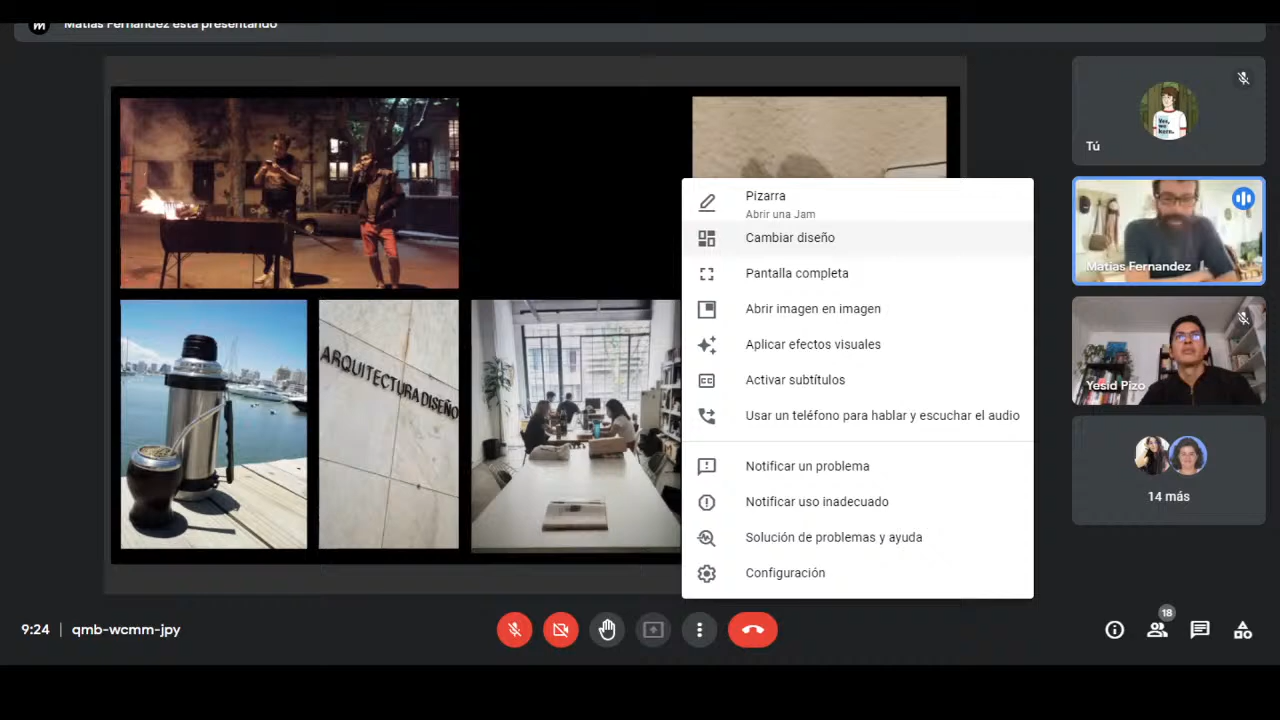 Matías Fernandez está presentando
ARQUITECTURA DISEÑO
Pizarra
Abrir una Jam
Cambiar diseño
Pantalla completa
Abrir imagen en imagen
Aplicar efectos visuales
Activar subtítulos
Usar un teléfono para hablar y escuchar el audio
Notificar un problema
Notificar uso inadecuado
Solución de problemas y ayuda
Configuración
Tú
Matías Fernandez
Yesid Pizo
14 más
9:24
qmb-wcmm-jpy
18